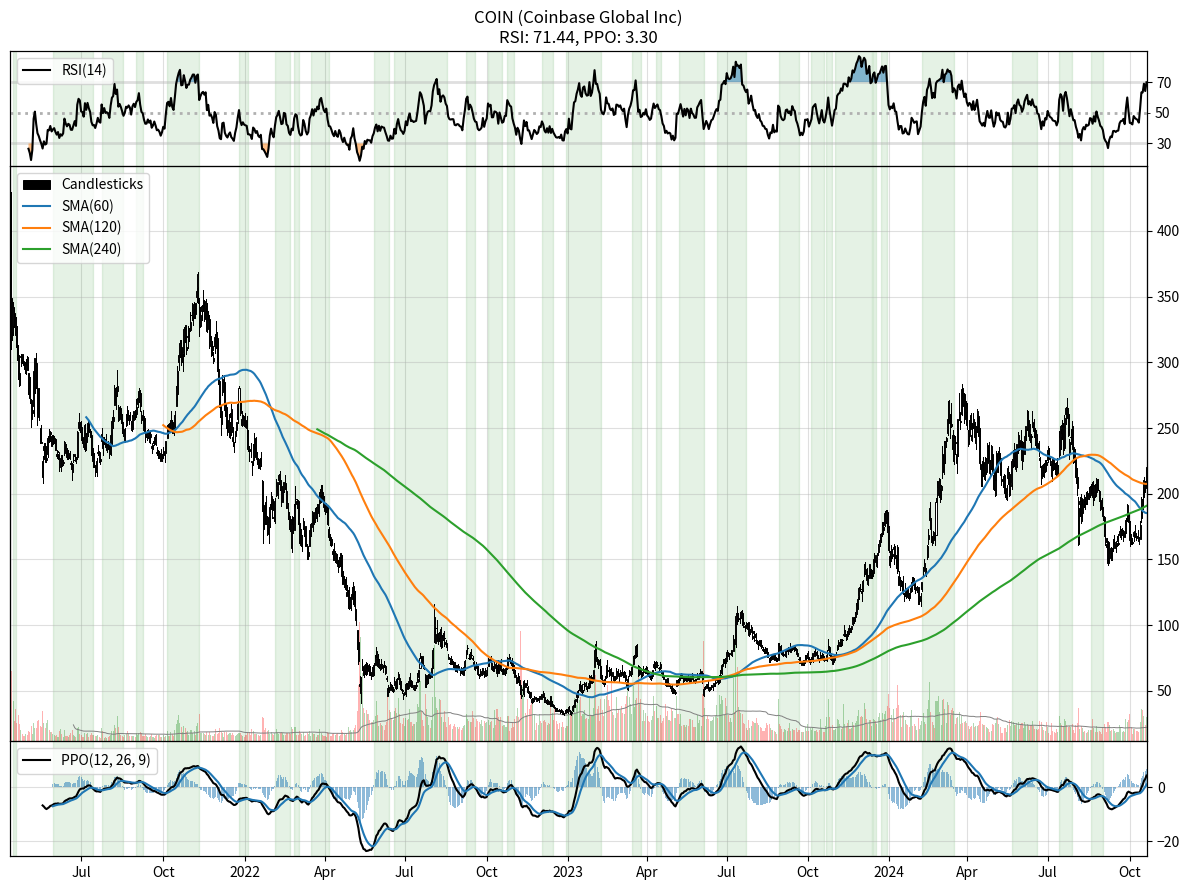 COIN (Coinbase Global Inc)
RSI: 71.44, PPO: 3.30
RSI(14)
70
50
30
Candlesticks
SMA(60)
SMA(120)
SMA(240)
400
350
300
250
200
150
100
50
PPO(12, 26, 9)
0
−20
Jul Oct 2022 Apr Jul Oct 2023 Apr Jul Oct 2024 Apr Jul Oct